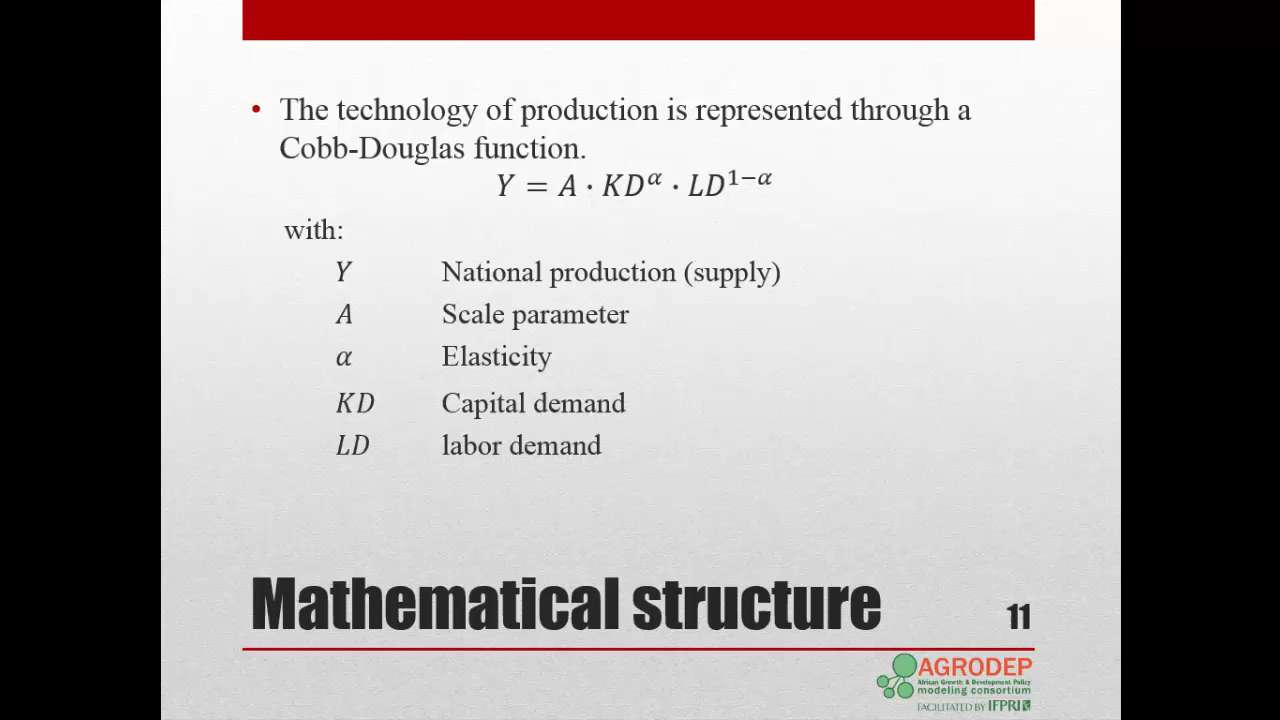 • The technology of production is represented through a
Cobb-Douglas function.
Y = A · KD^α · LD^{1−α}
with:
Y National production (supply)
A Scale parameter
α Elasticity
KD Capital demand
LD labor demand
Mathematical structure 11
AGRODEP
African Growth & Development Policy
modeling consortium
FACILITATED BY IFPRI